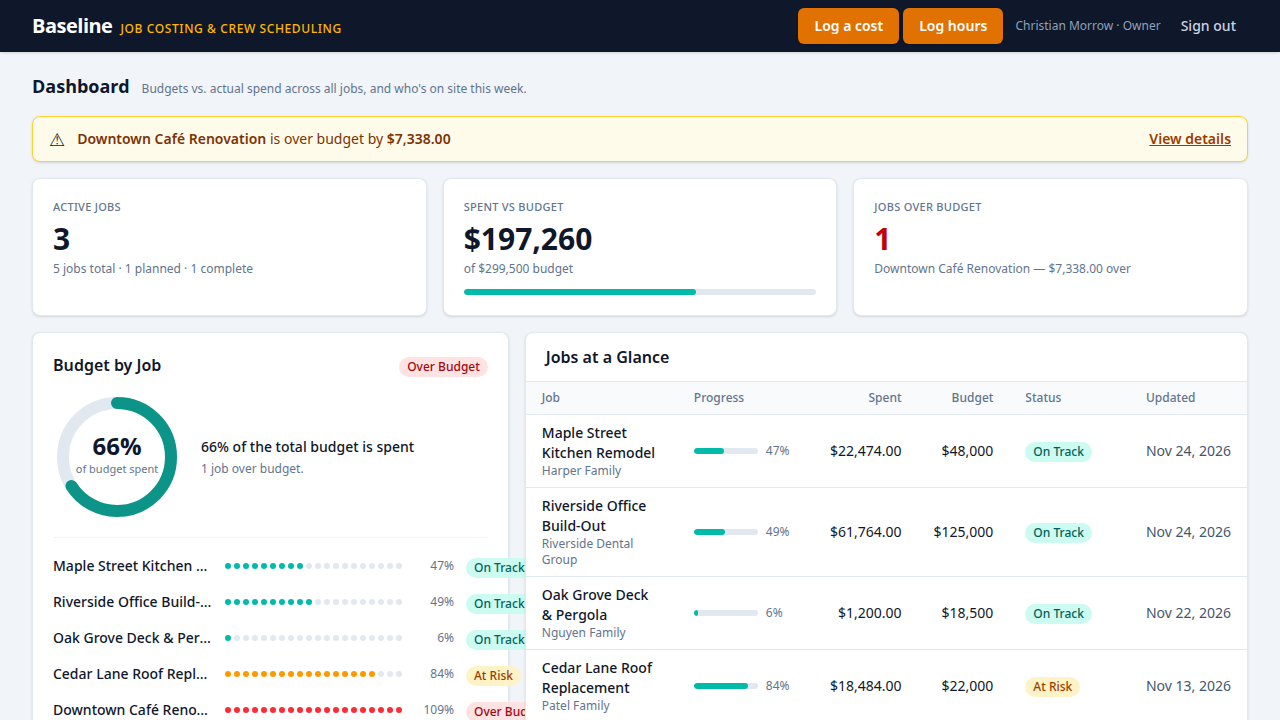 Baseline JOB COSTING & CREW SCHEDULING
Log a cost
Log hours
Christian Morrow · Owner
Sign out
Dashboard
Budgets vs. actual spend across all jobs, and who's on site this week.
⚠ Downtown Café Renovation is over budget by $7,338.00
View details
ACTIVE JOBS
3
5 jobs total · 1 planned · 1 complete
SPENT VS BUDGET
$197,260
of $299,500 budget
JOBS OVER BUDGET
1
Downtown Café Renovation — $7,338.00 over
Budget by Job
Over Budget
66%
of budget spent
66% of the total budget is spent
1 job over budget.
Maple Street Kitchen ... 47% On Track
Riverside Office Build-... 49% On Track
Oak Grove Deck & Per... 6% On Track
Cedar Lane Roof Repl... 84% At Risk
Downtown Café Reno... 109% Over Bud
Jobs at a Glance
Job Progress Spent Budget Status Updated
Maple Street
Kitchen Remodel
Harper Family
47% $22,474.00 $48,000 On Track Nov 24, 2026
Riverside Office
Build-Out
Riverside Dental
Group
49% $61,764.00 $125,000 On Track Nov 24, 2026
Oak Grove Deck
& Pergola
Nguyen Family
6% $1,200.00 $18,500 On Track Nov 22, 2026
Cedar Lane Roof
Replacement
Patel Family
84% $18,484.00 $22,000 At Risk Nov 13, 2026